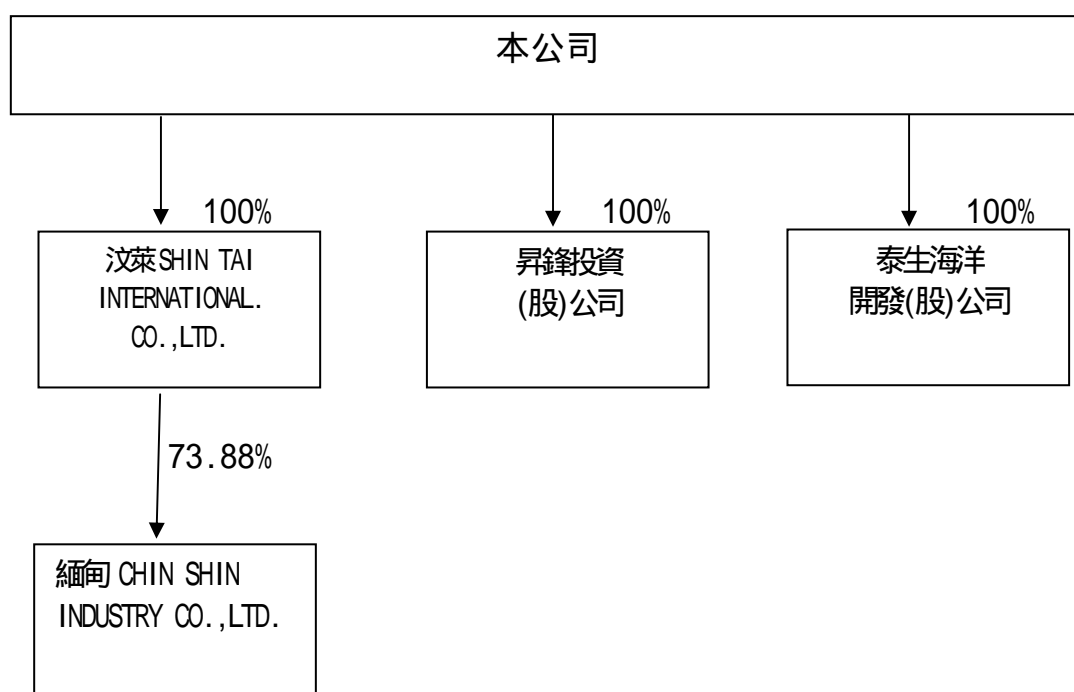 本公司
100%
100%
100%
汶萊SHIN TAI
INTERNATIONAL.
CO.,LTD.
昇鋒投資
(股)公司
泰生海洋
開發(股)公司
73.88%
緬甸 CHIN SHIN
INDUSTRY CO.,LTD.